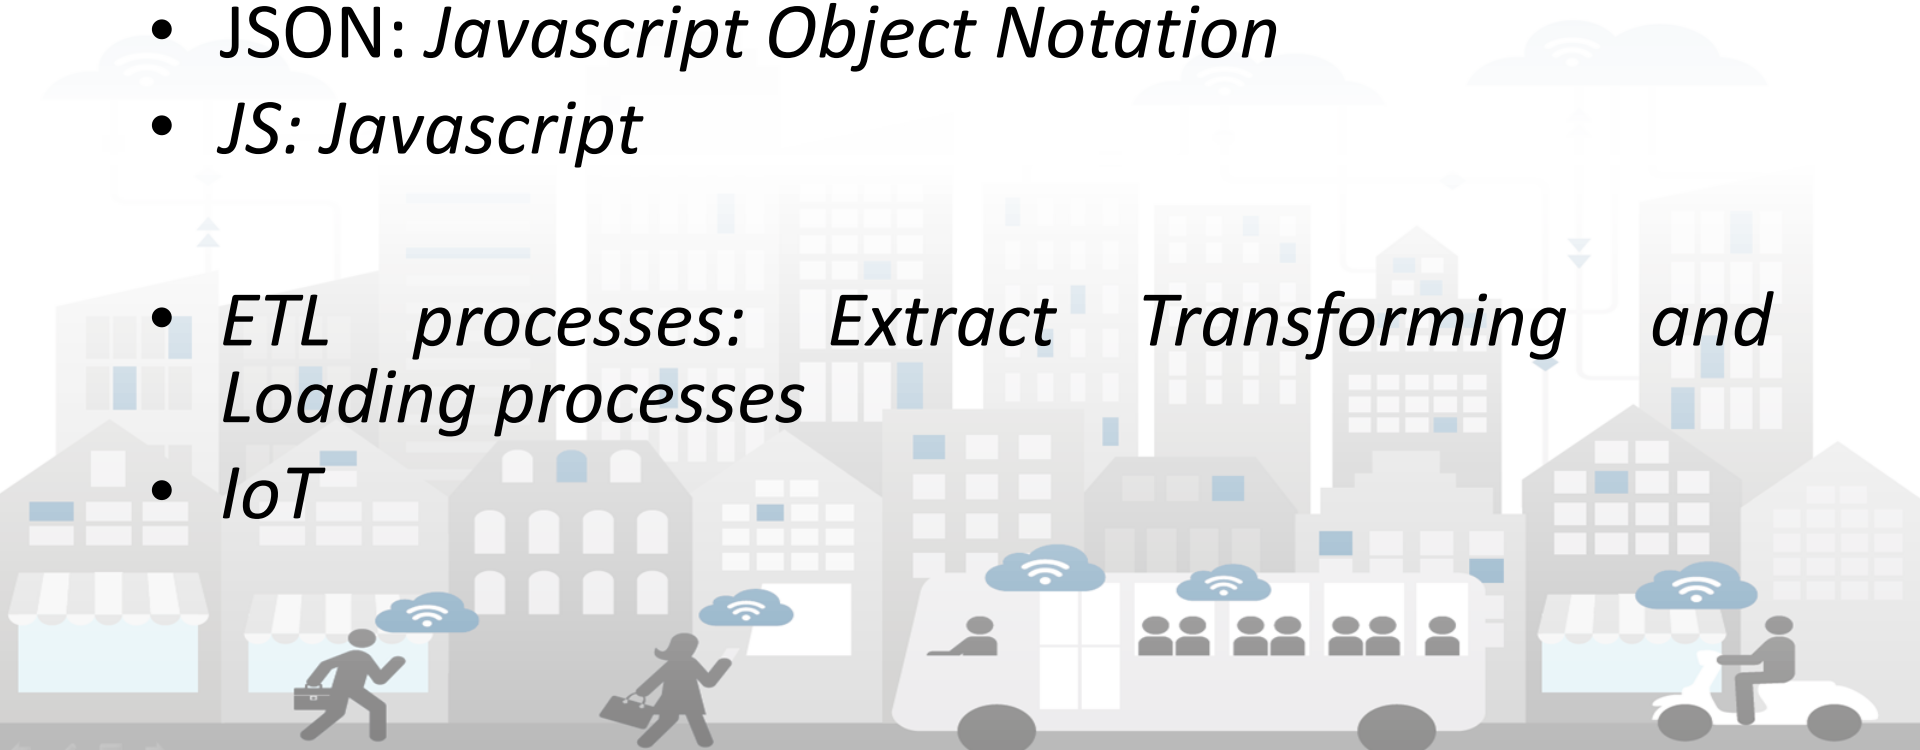 • JSON: Javascript Object Notation
• JS: Javascript
• ETL processes: Extract Transforming and
Loading processes
• IoT